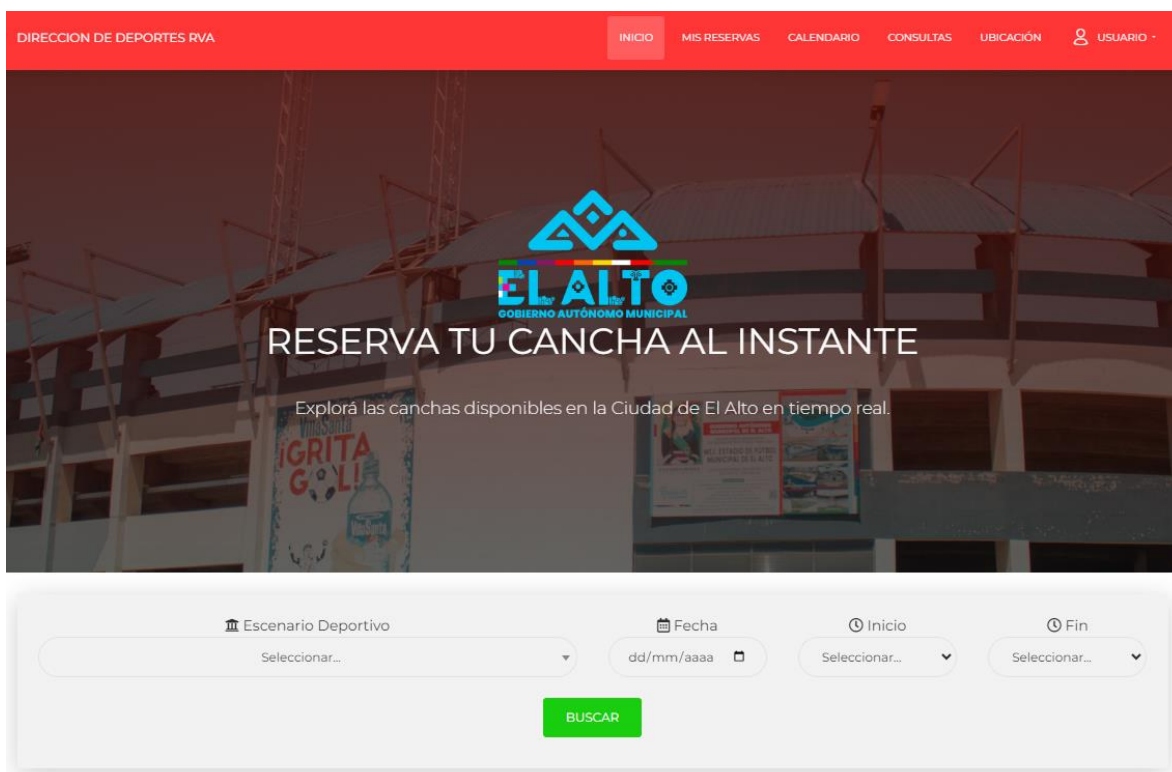 DIRECCION DE DEPORTES RVA
INICIO
MIS RESERVAS
CALENDARIO
CONSULTAS
UBICACIÓN
USUARIO
EL ALTO
GOBIERNO AUTÓNOMO MUNICIPAL
RESERVA TU CANCHA AL INSTANTE
Explorá las canchas disponibles en la Ciudad de El Alto en tiempo real.
VillaSanta
¡GRITA
GOL!
Escenario Deportivo
Fecha
Inicio
Fin
Seleccionar...
dd/mm/aaaa
Seleccionar...
Seleccionar...
BUSCAR